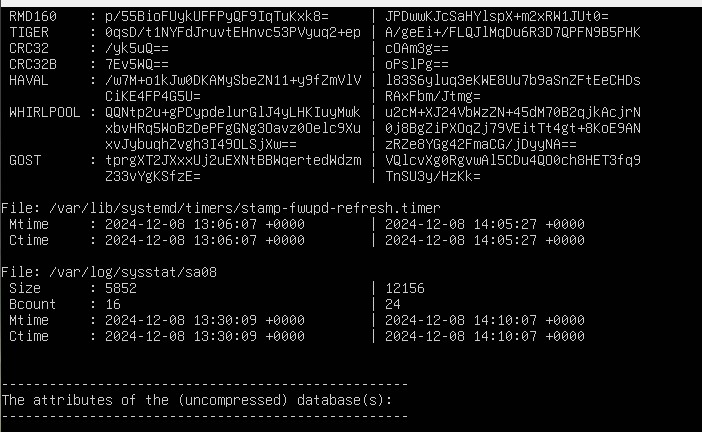 RMD160    : p/55BioFUykUFFPyQF9IqTuKxk8=     | JPDwwKJcSaHYlspX+m2xRW1JUt0=
TIGER     : 0qsD/t1NYFdJruvtEHnvc53PVyuq2+ep | A/geEi+/FLQJlMqDu6R3D7QPFN9B5PHK
CRC32     : /yk5uQ==                         | cOAm3g==
CRC32B    : 7Ev5WQ==                         | oPslPg==
HAVAL     : /w7M+o1kJw0DKAMySbeZN11+y9fZmVlV | l83S6yluq3eKWE8Uu7b9aSnZFtEeCHDs
            CiKE4FP4G5U=                     | RAxFbm/Jtmg=
WHIRLPOOL : QQNtp2u+gPCypdelurGlJ4yLHKIuyMwk | u2cM+XJ24VbWzZN+45dM70B2qjkAcjrN
            xbvHRq5WoBzDePFgGNg3Oavz0Oelc9Xu | 0j8BgZiPXOqZj79VEitTt4gt+8KoE9AN
            xvJybuqhZvgh3I49OLSjXw==         | zRZe8YGg42FmaCG/jDyyNA==
GOST      : tprgXT2JXxxUj2uEXNtBBWqertedWdzm | VQlcvXg0RgvwAl5CDu4QO0ch8HET3fq9
            Z33vYgKSfzE=                     | TnSU3y/HzKk=
File: /var/lib/systemd/timers/stamp-fwupd-refresh.timer
Mtime     : 2024-12-08 13:06:07 +0000        | 2024-12-08 14:05:27 +0000
Ctime     : 2024-12-08 13:06:07 +0000        | 2024-12-08 14:05:27 +0000
File: /var/log/sysstat/sa08
Size      : 5852                             | 12156
Bcount    : 16                               | 24
Mtime     : 2024-12-08 13:30:09 +0000        | 2024-12-08 14:10:07 +0000
Ctime     : 2024-12-08 13:30:09 +0000        | 2024-12-08 14:10:07 +0000
---------------------------------------------------
The attributes of the (uncompressed) database(s):
---------------------------------------------------